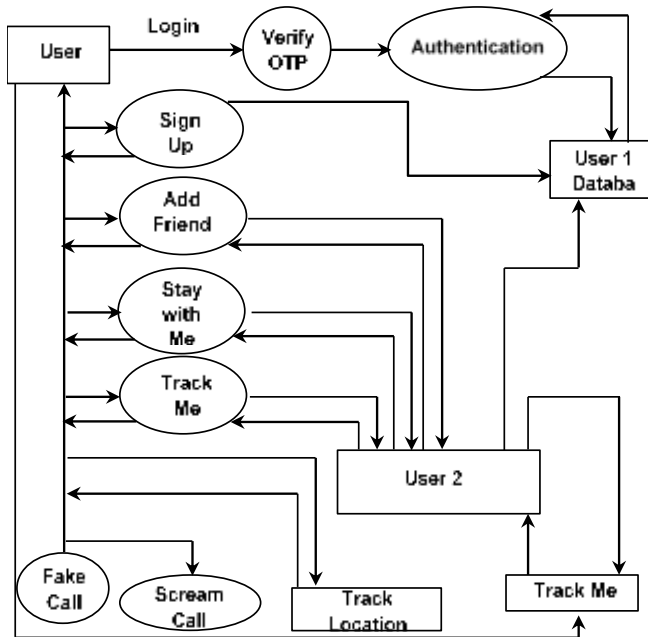 Login
User
Verify
OTP
Authentication
Sign
Up
User 1
Databa
Add
Friend
Stay
with
Me
Track
Me
User 2
Fake
Call
Scream
Call
Track
Location
Track Me